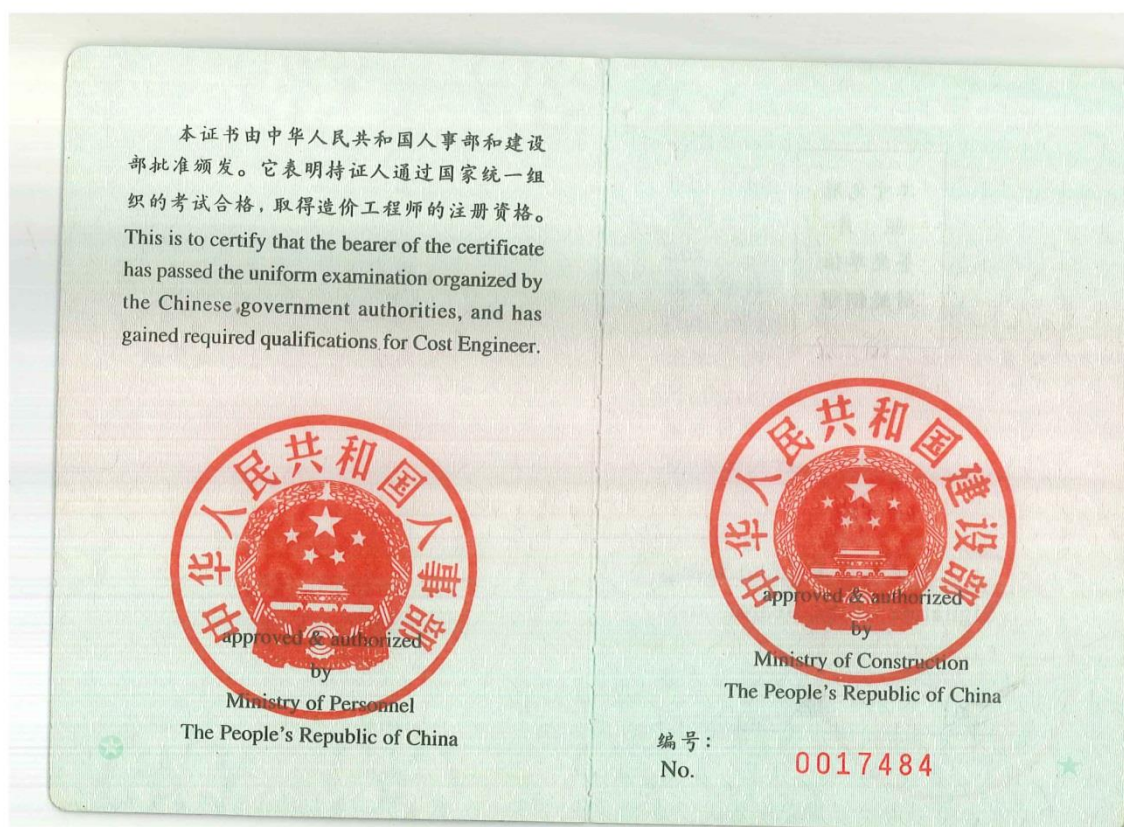 本证书由中华人民共和国人事部和建设
部批准颁发。它表明持证人通过国家统一组
织的考试合格，取得造价工程师的注册资格。
This is to certify that the bearer of the certificate
has passed the uniform examination organized by
the Chinese government authorities, and has
gained required qualifications for Cost Engineer.
中华人民共和国人事部
approved & authorized
by
Ministry of Personnel
The People's Republic of China
中华人民共和国建设部
approved & authorized
by
Ministry of Construction
The People's Republic of China
编号：
No. 0017484